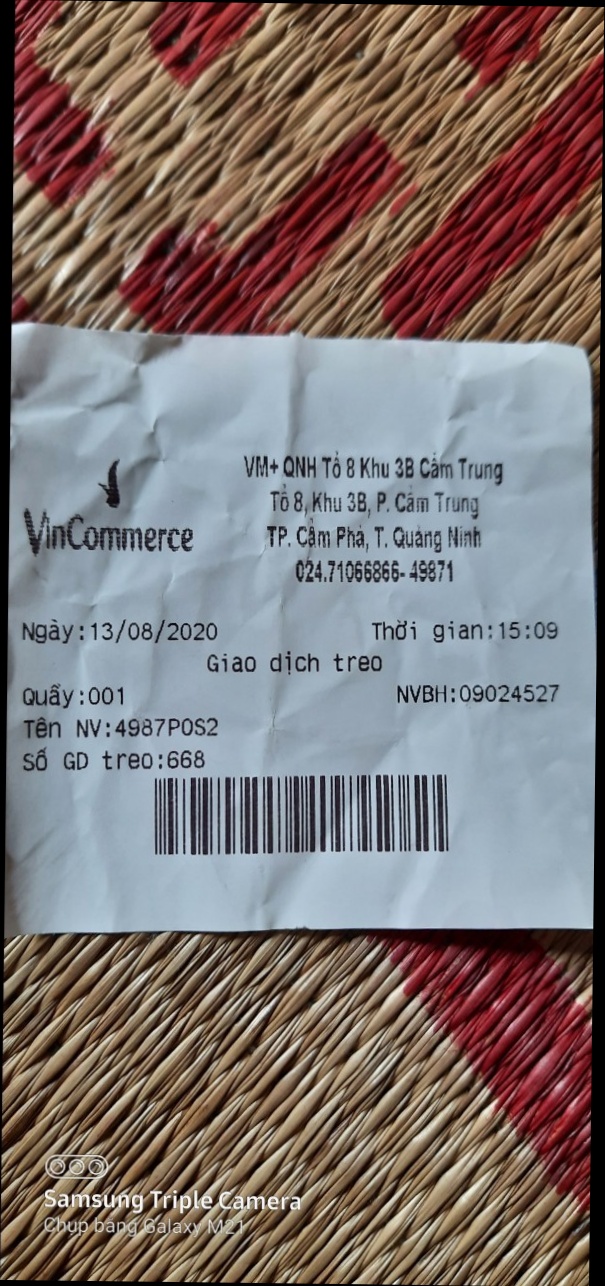 VinCommerce
VM+ QNH Tổ 8 Khu 3B Cẩm Trung
Tổ 8, Khu 3B, P. Cẩm Trung
TP. Cẩm Phả, T. Quảng Ninh
024.71066866- 49871
Ngày:13/08/2020 Thời gian:15:09
Giao dịch treo
Quầy:001 NVBH:09024527
Tên NV:4987POS2
Số GD treo:668
Samsung Triple Camera
Chụp bằng Galaxy M21